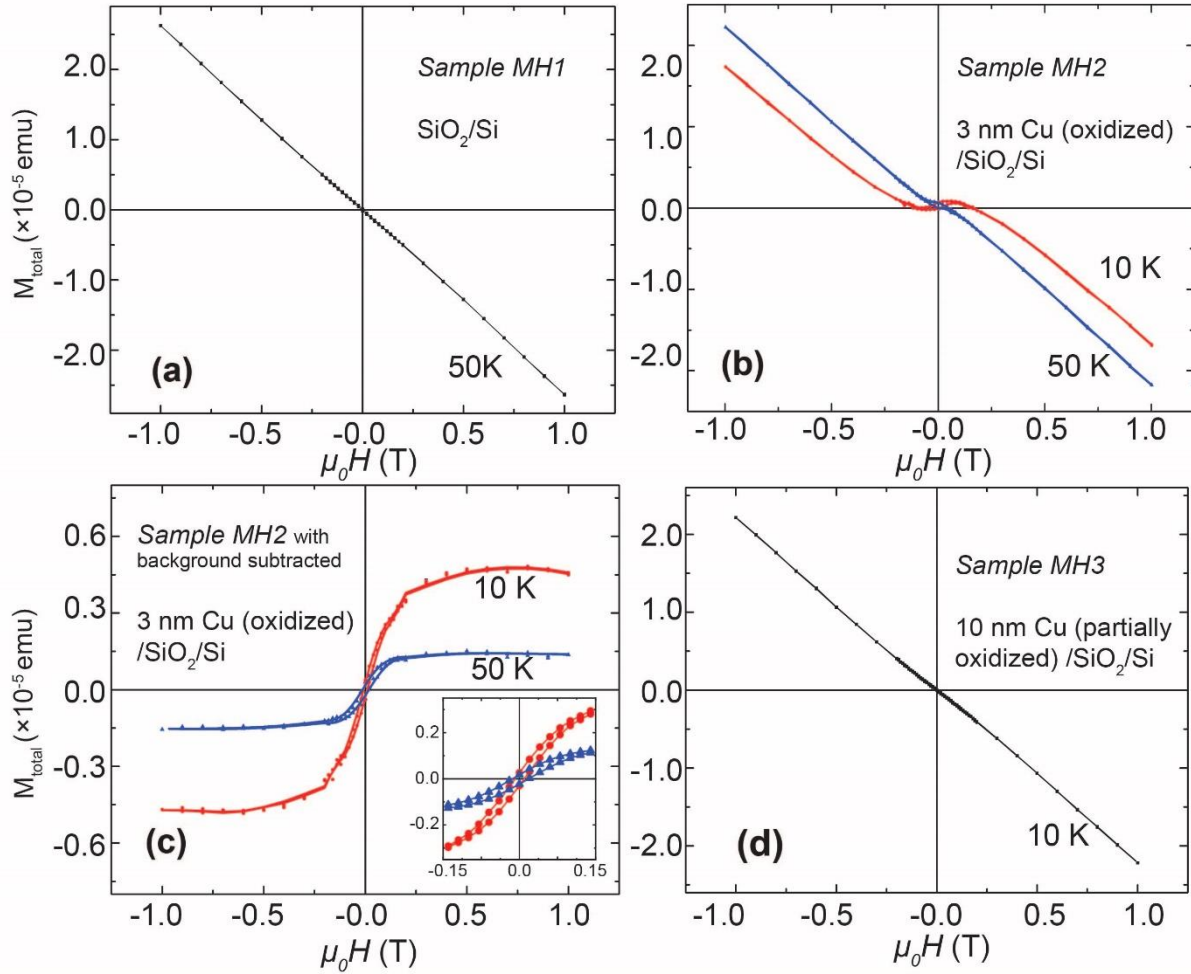 2.0
1.0
0.0
-1.0
-2.0
M_total (×10^-5 emu)
Sample MH1
SiO₂/Si
50K
(a)
-1.0 -0.5 -0.0 0.5 1.0
μ₀H (T)
2.0
1.0
0.0
-1.0
-2.0
Sample MH2
3 nm Cu (oxidized)
/SiO₂/Si
10 K
50 K
(b)
-1.0 -0.5 -0.0 0.5 1.0
μ₀H (T)
0.6
0.3
0.0
-0.3
-0.6
M_total (×10^-5 emu)
Sample MH2 with
background subtracted
3 nm Cu (oxidized)
/SiO₂/Si
10 K
50 K
0.2
0.0
-0.2
-0.15 0.0 0.15
(c)
-1.0 -0.5 -0.0 0.5 1.0
μ₀H (T)
2.0
1.0
0.0
-1.0
-2.0
Sample MH3
10 nm Cu (partially
oxidized) /SiO₂/Si
10 K
(d)
-1.0 -0.5 -0.0 0.5 1.0
μ₀H (T)